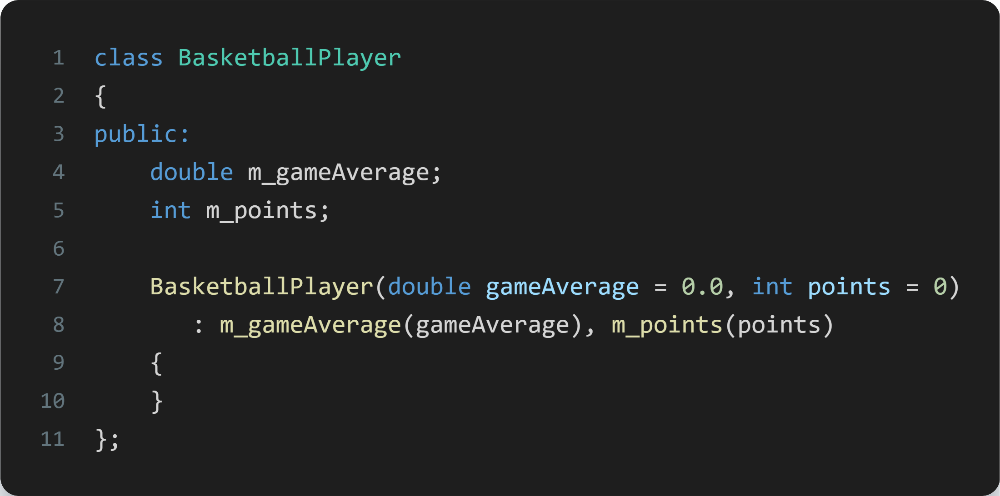 1 class BasketballPlayer
2 {
3 public:
4     double m_gameAverage;
5     int m_points;
6
7     BasketballPlayer(double gameAverage = 0.0, int points = 0)
8        : m_gameAverage(gameAverage), m_points(points)
9     {
10     }
11 };